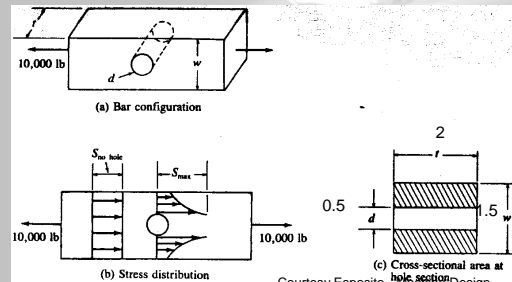 10,000 lb
d
w
(a) Bar configuration
S no hole
S max
10,000 lb
10,000 lb
(b) Stress distribution
2
t
0.5
d
1.5
w
(c) Cross-sectional area at
hole section
Courtesy Esposito
Design